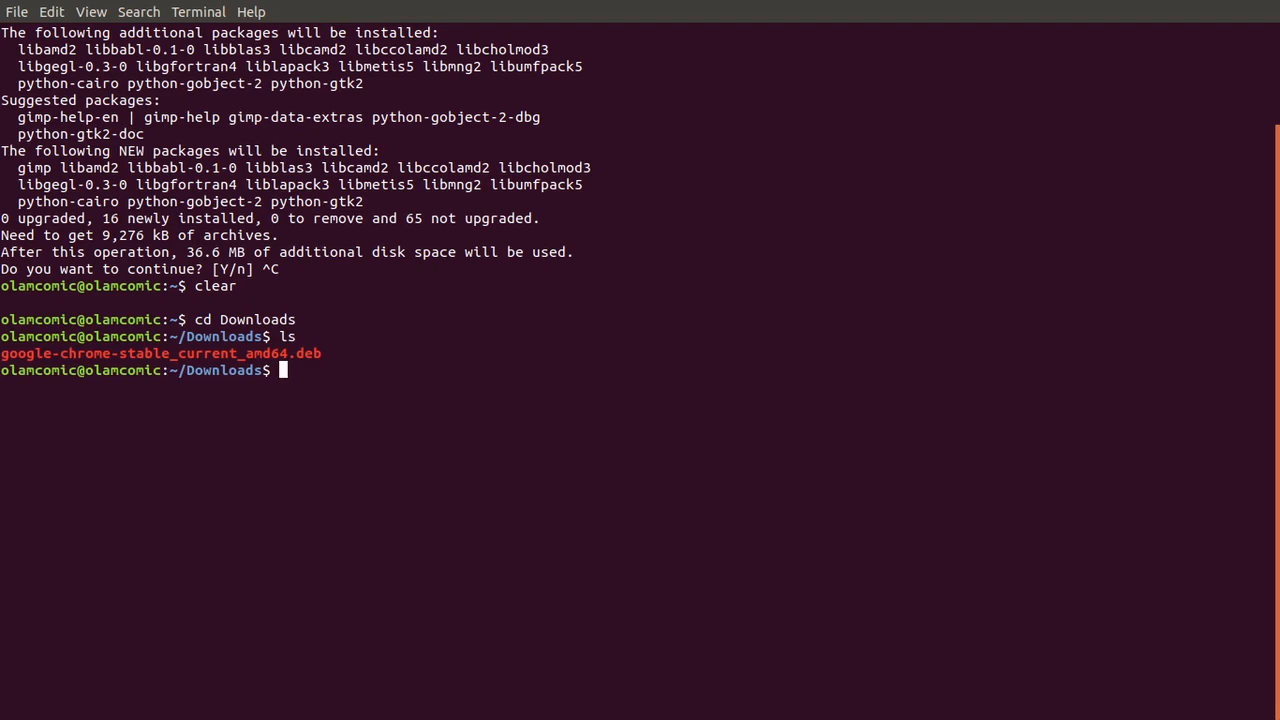 File Edit View Search Terminal Help
The following additional packages will be installed:
  libamd2 libbabl-0.1-0 libblas3 libcamd2 libccolamd2 libcholmod3
  libgegl-0.3-0 libgfortran4 liblapack3 libmetis5 libmng2 libumfpack5
  python-cairo python-gobject-2 python-gtk2
Suggested packages:
  gimp-help-en | gimp-help gimp-data-extras python-gobject-2-dbg
  python-gtk2-doc
The following NEW packages will be installed:
  gimp libamd2 libbabl-0.1-0 libblas3 libcamd2 libccolamd2 libcholmod3
  libgegl-0.3-0 libgfortran4 liblapack3 libmetis5 libmng2 libumfpack5
  python-cairo python-gobject-2 python-gtk2
0 upgraded, 16 newly installed, 0 to remove and 65 not upgraded.
Need to get 9,276 kB of archives.
After this operation, 36.6 MB of additional disk space will be used.
Do you want to continue? [Y/n] ^C
olamcomic@olamcomic:~$ clear
olamcomic@olamcomic:~$ cd Downloads
olamcomic@olamcomic:~/Downloads$ ls
google-chrome-stable_current_amd64.deb
olamcomic@olamcomic:~/Downloads$